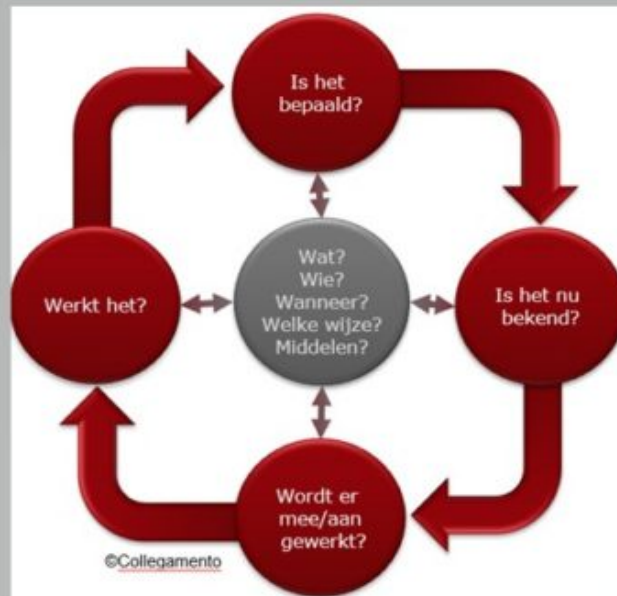 Is het
bepaald?
Is het nu
bekend?
Wordt er
mee/aan
gewerkt?
Werkt het?
Wat?
Wie?
Wanneer?
Welke wijze?
Middelen?
©Collegamento